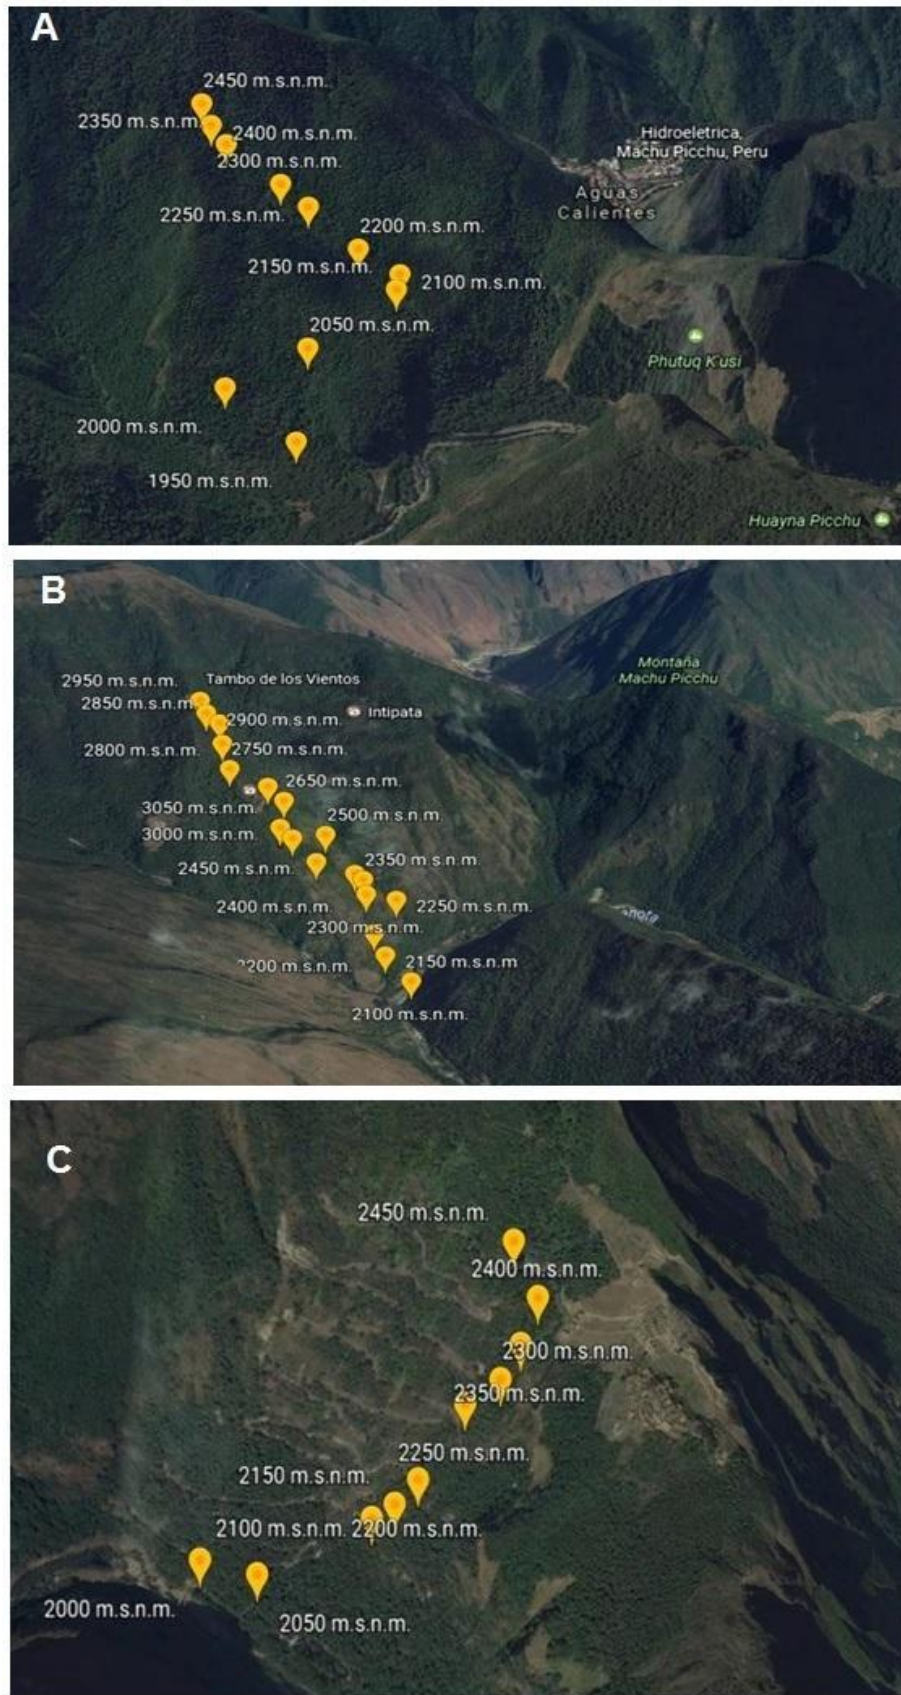 A
2450 m.s.n.m.
2350 m.s.n.m.
2400 m.s.n.m.
2300 m.s.n.m.
Hidroeletrica,
Machu Picchu, Peru
Aguas
Calientes
2250 m.s.n.m.
2200 m.s.n.m.
2150 m.s.n.m.
2100 m.s.n.m.
2050 m.s.n.m.
Phutuq K'usi
2000 m.s.n.m.
1950 m.s.n.m.
Huayna Picchu
B
Montaña
Machu Picchu
2950 m.s.n.m.
Tambo de los Vientos
2850 m.s.n.m
2900 m.s.n.m.
Intipata
2800 m.s.n.m.
2750 m.s.n.m.
2650 m.s.n.m.
3050 m.s.n.m.
2500 m.s.n.m.
3000 m.s.n.m.
2350 m.s.n.m.
2450 m.s.n.m.
2400 m.s.n.m.
2250 m.s.n.m.
2300 m.s.n.m.
2200 m.s.n.m.
2150 m.s.n.m
2100 m.s.n.m.
C
2450 m.s.n.m.
2400 m.s.n.m.
2300 m.s.n.m.
2350 m.s.n.m.
2250 m.s.n.m.
2150 m.s.n.m.
2100 m.s.n.m.
2200 m.s.n.m.
2000 m.s.n.m.
2050 m.s.n.m.